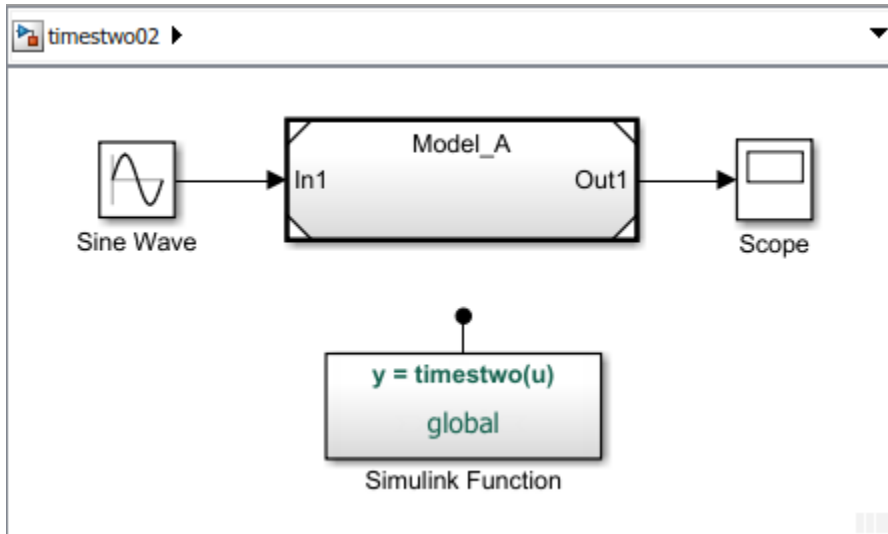 timestwo02
Model_A
In1
Out1
Sine Wave
Scope
y = timestwo(u)
global
Simulink Function